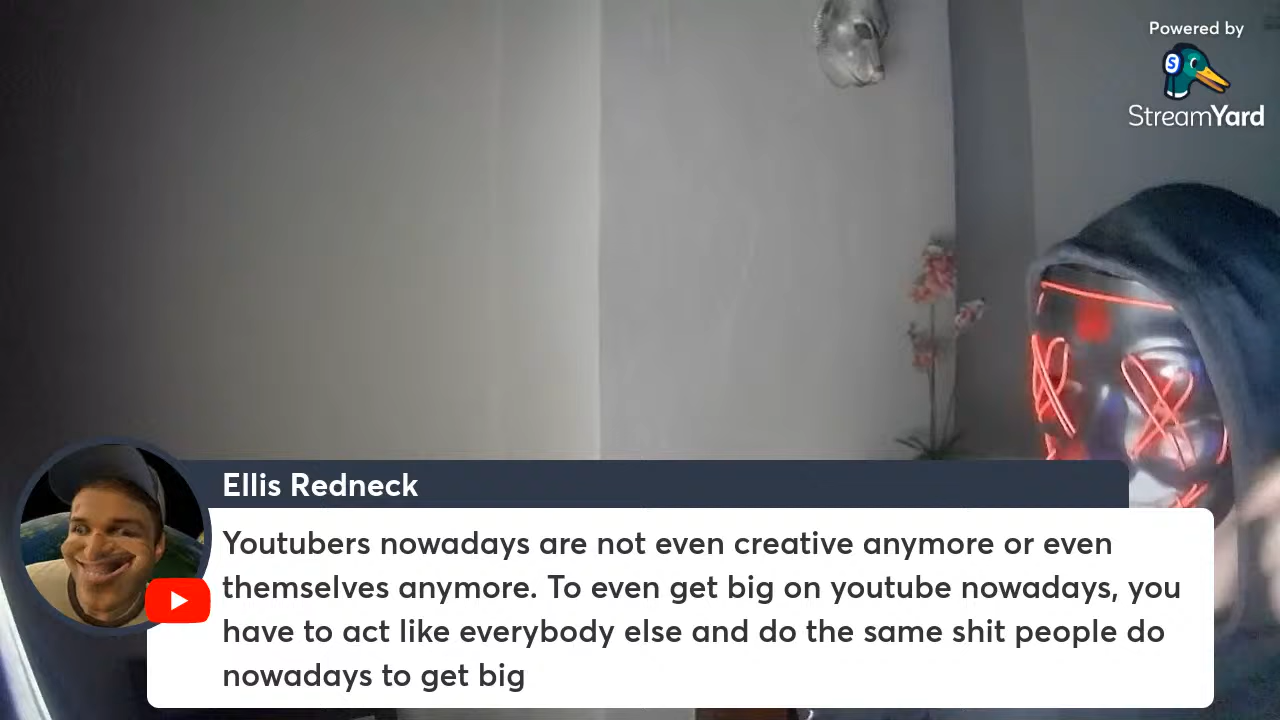 Powered by
S
StreamYard
Ellis Redneck
Youtubers nowadays are not even creative anymore or even
themselves anymore. To even get big on youtube nowadays, you
have to act like everybody else and do the same shit people do
nowadays to get big